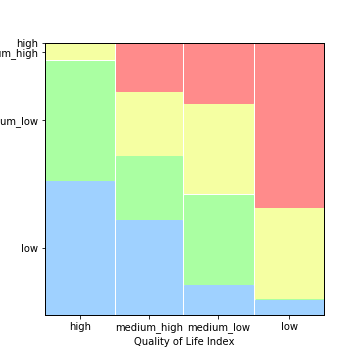 high
um_high
um_low
low
high
medium_high
medium_low
low
Quality of Life Index